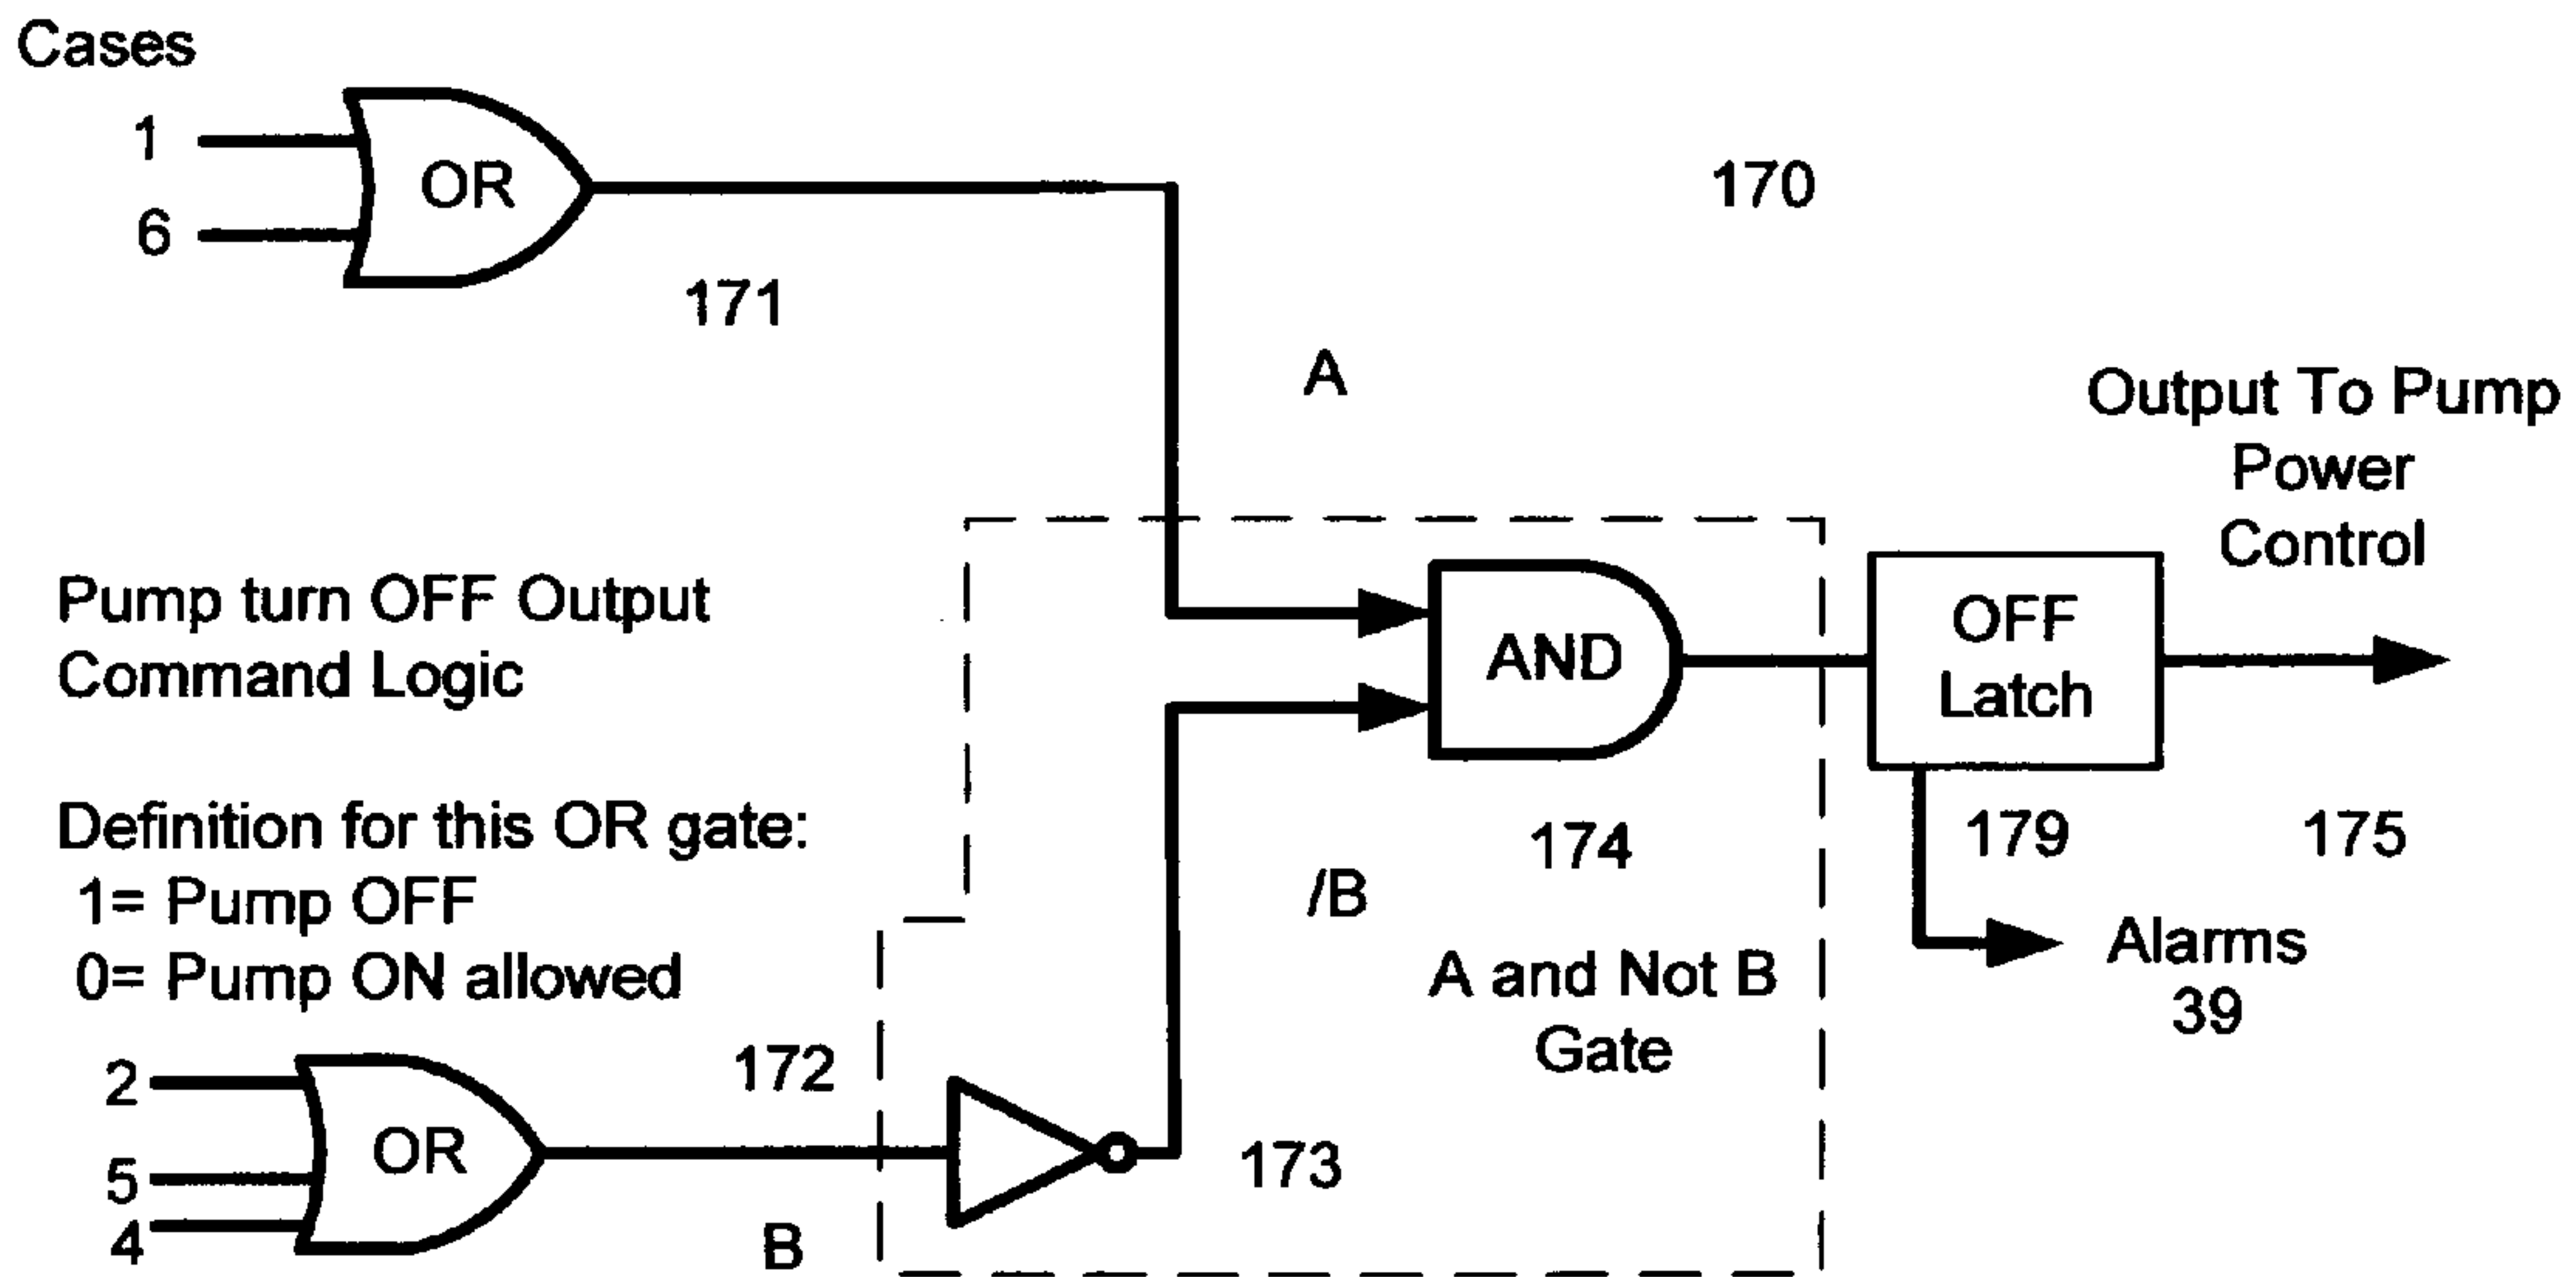 Cases
1
OR
6
170
171
A
Output To Pump
Power
Control
Pump turn OFF Output
Command Logic
AND
OFF
Latch
Definition for this OR gate:
1= Pump OFF
0= Pump ON allowed
174
179
175
/B
Alarms
39
A and Not B
Gate
172
2
OR
5
4
173
B